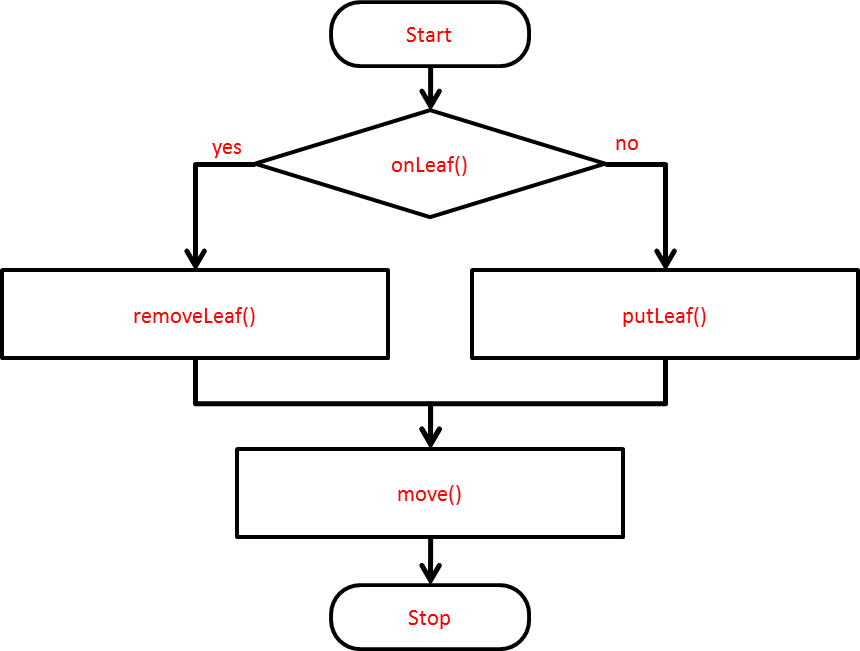 Start
onLeaf()
yes
no
removeLeaf()
putLeaf()
move()
Stop